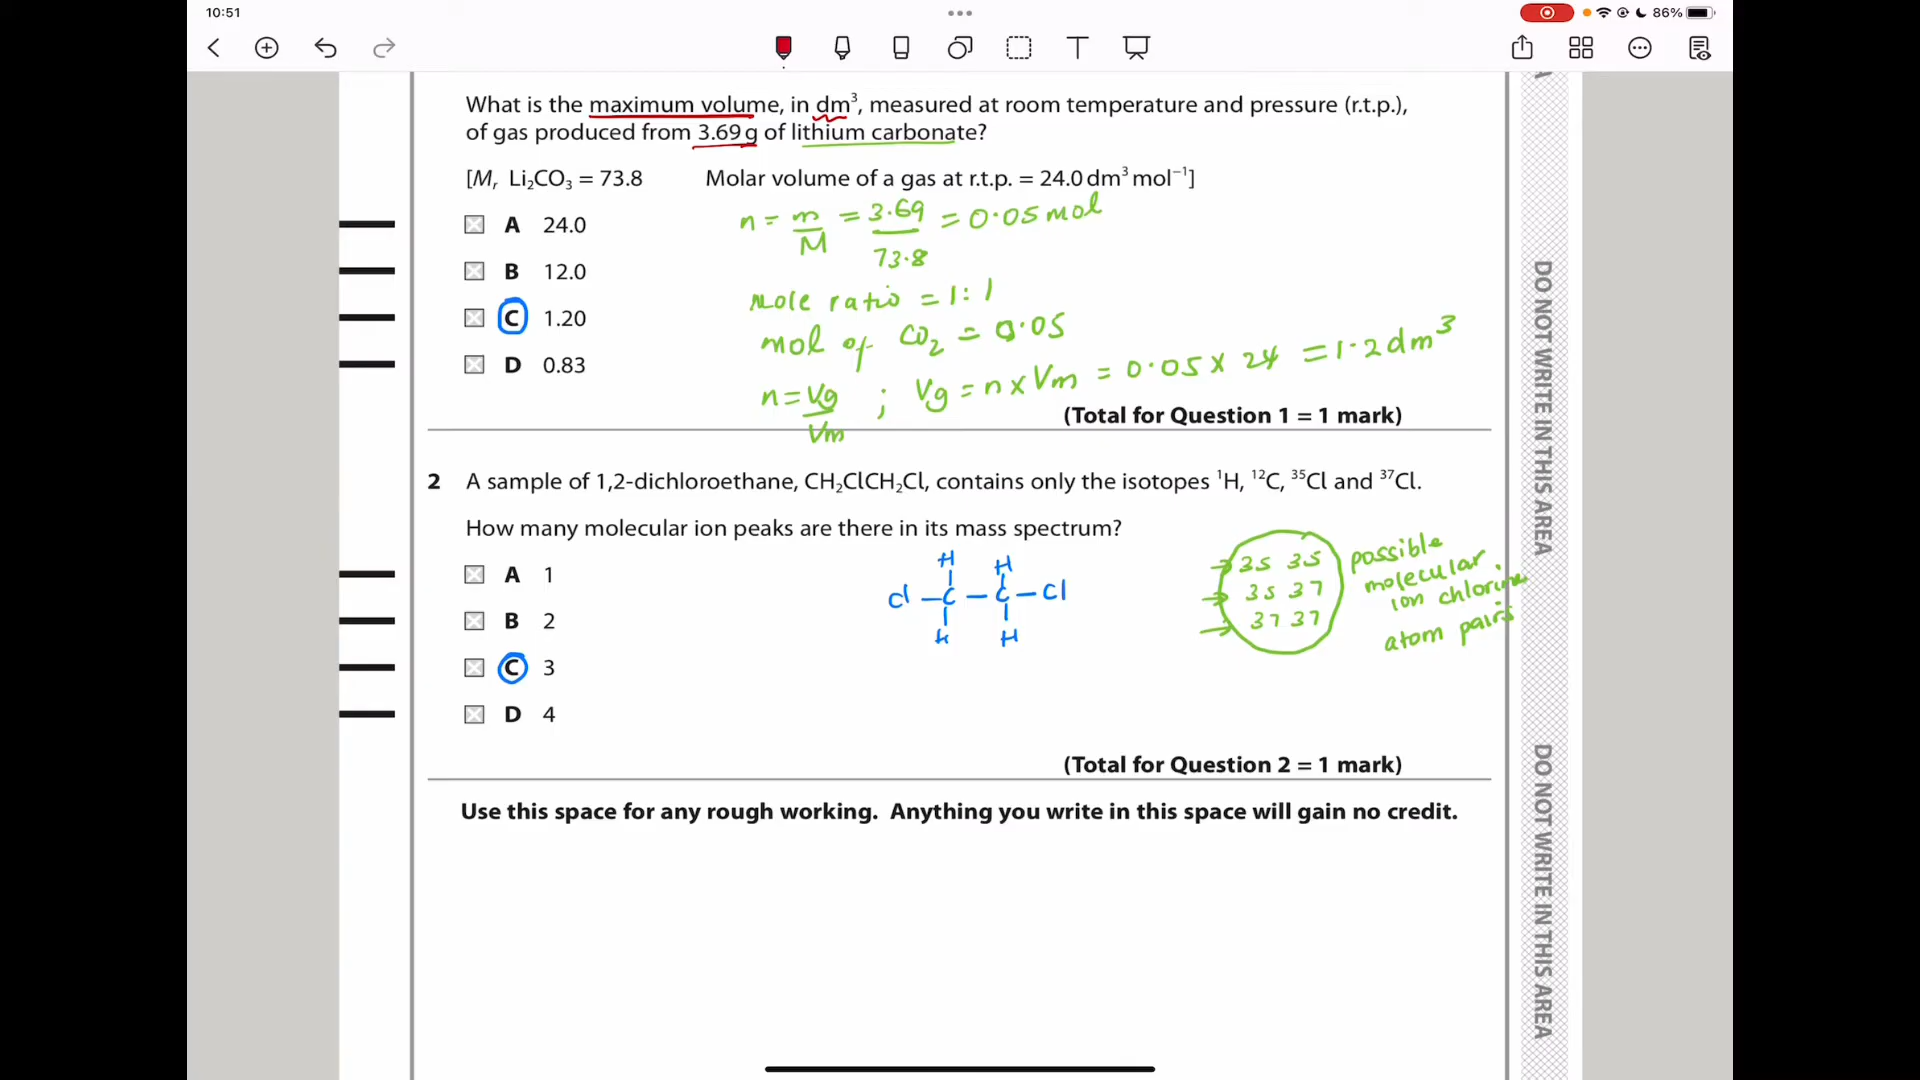 10:51
86%
What is the maximum volume, in dm³, measured at room temperature and pressure (r.t.p.),
of gas produced from 3.69 g of lithium carbonate?
[Mr Li₂CO₃ = 73.8 Molar volume of a gas at r.t.p. = 24.0 dm³ mol⁻¹]
A 24.0
B 12.0
C 1.20
D 0.83
n = m/M = 3.69/73.8 = 0.05 mol
mole ratio = 1:1
mol of CO₂ = 0.05
n = Vg/Vm ; Vg = n × Vm = 0.05 × 24 = 1.2 dm³
(Total for Question 1 = 1 mark)
2 A sample of 1,2-dichloroethane, CH₂ClCH₂Cl, contains only the isotopes ¹H, ¹²C, ³⁵Cl and ³⁷Cl.
How many molecular ion peaks are there in its mass spectrum?
A 1
B 2
C 3
D 4
H H
Cl — C — C — Cl
H H
→ 35 35
→ 35 37
→ 37 37
possible
molecular
ion chlorine
atom pairs
(Total for Question 2 = 1 mark)
Use this space for any rough working. Anything you write in this space will gain no credit.
A
DO NOT WRITE IN THIS AREA
DO NOT WRITE IN THIS AREA